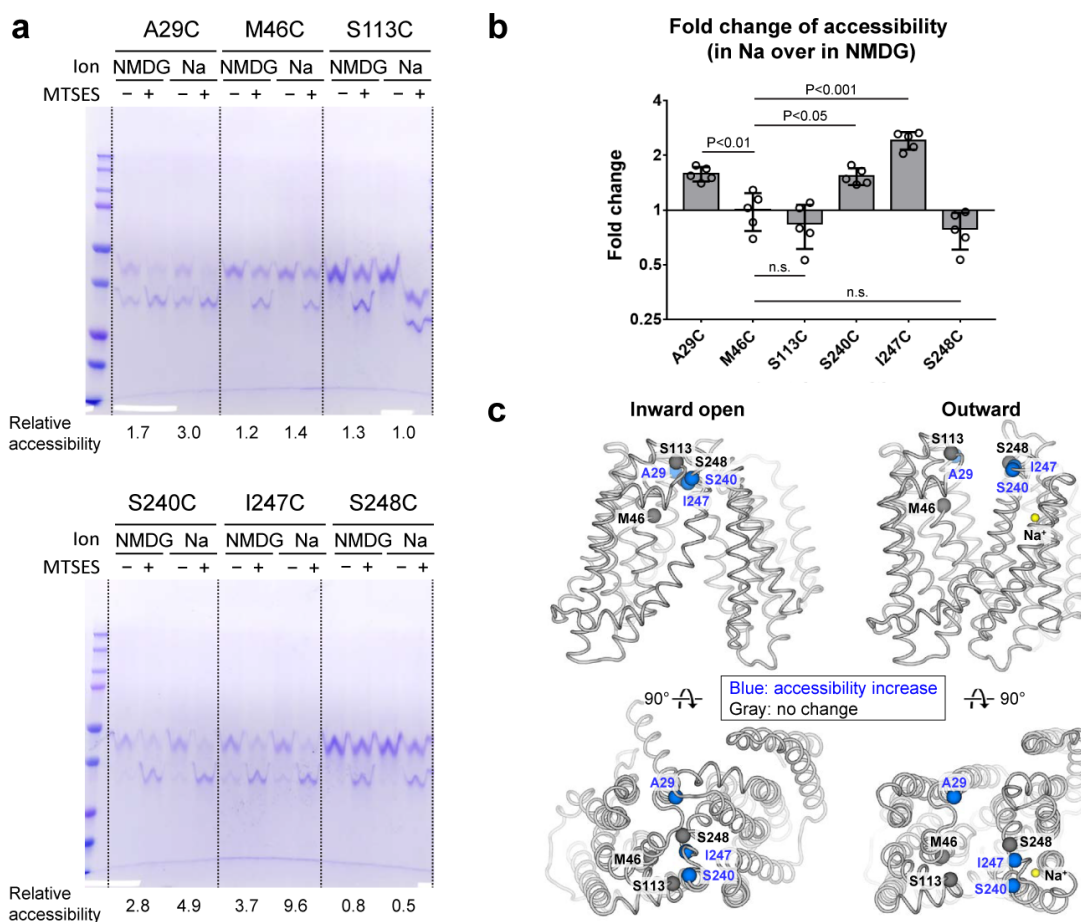 a
A29C M46C S113C
Ion NMDG Na NMDG Na NMDG Na
MTSES – + – + – + – + – + – +
Relative accessibility 1.7 3.0 1.2 1.4 1.3 1.0
S240C I247C S248C
Ion NMDG Na NMDG Na NMDG Na
MTSES – + – + – + – + – + – +
Relative accessibility 2.8 4.9 3.7 9.6 0.8 0.5
b
Fold change of accessibility
(in Na over in NMDG)
P<0.001
P<0.05
P<0.01
n.s.
n.s.
Fold change
4
2
1
0.5
0.25
A29C M46C S113C S240C I247C S248C
c
Inward open Outward
S113
S248
A29
S240
I247
M46
S113
S248
I247
A29
S240
M46
Na⁺
90° Blue: accessibility increase 90°
Gray: no change
A29
S248
M46
I247
S113
S240
A29
M46
S248
I247
S113
S240
Na⁺